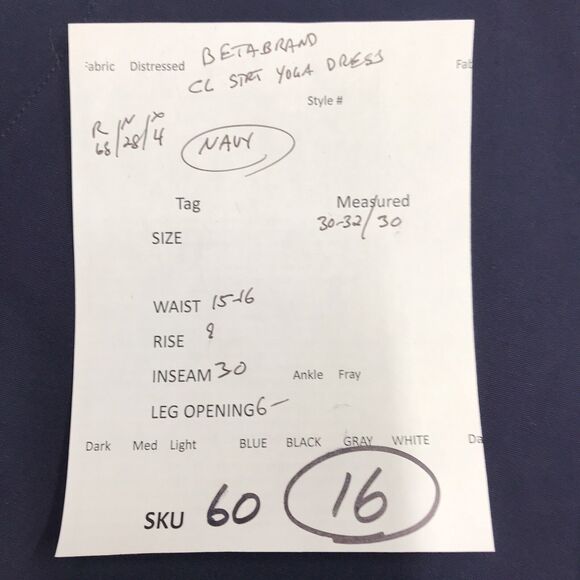 BETABRAND
Fabric Distressed Fab
CL STRT YOGA DRESS
Style #
R/N/
68/28/4
NAVY
Tag Measured
SIZE 30-32/30
WAIST 15-16
RISE 9
INSEAM 30 Ankle Fray
LEG OPENING 6-
Dark Med Light BLUE BLACK GRAY WHITE Da
SKU 60 16